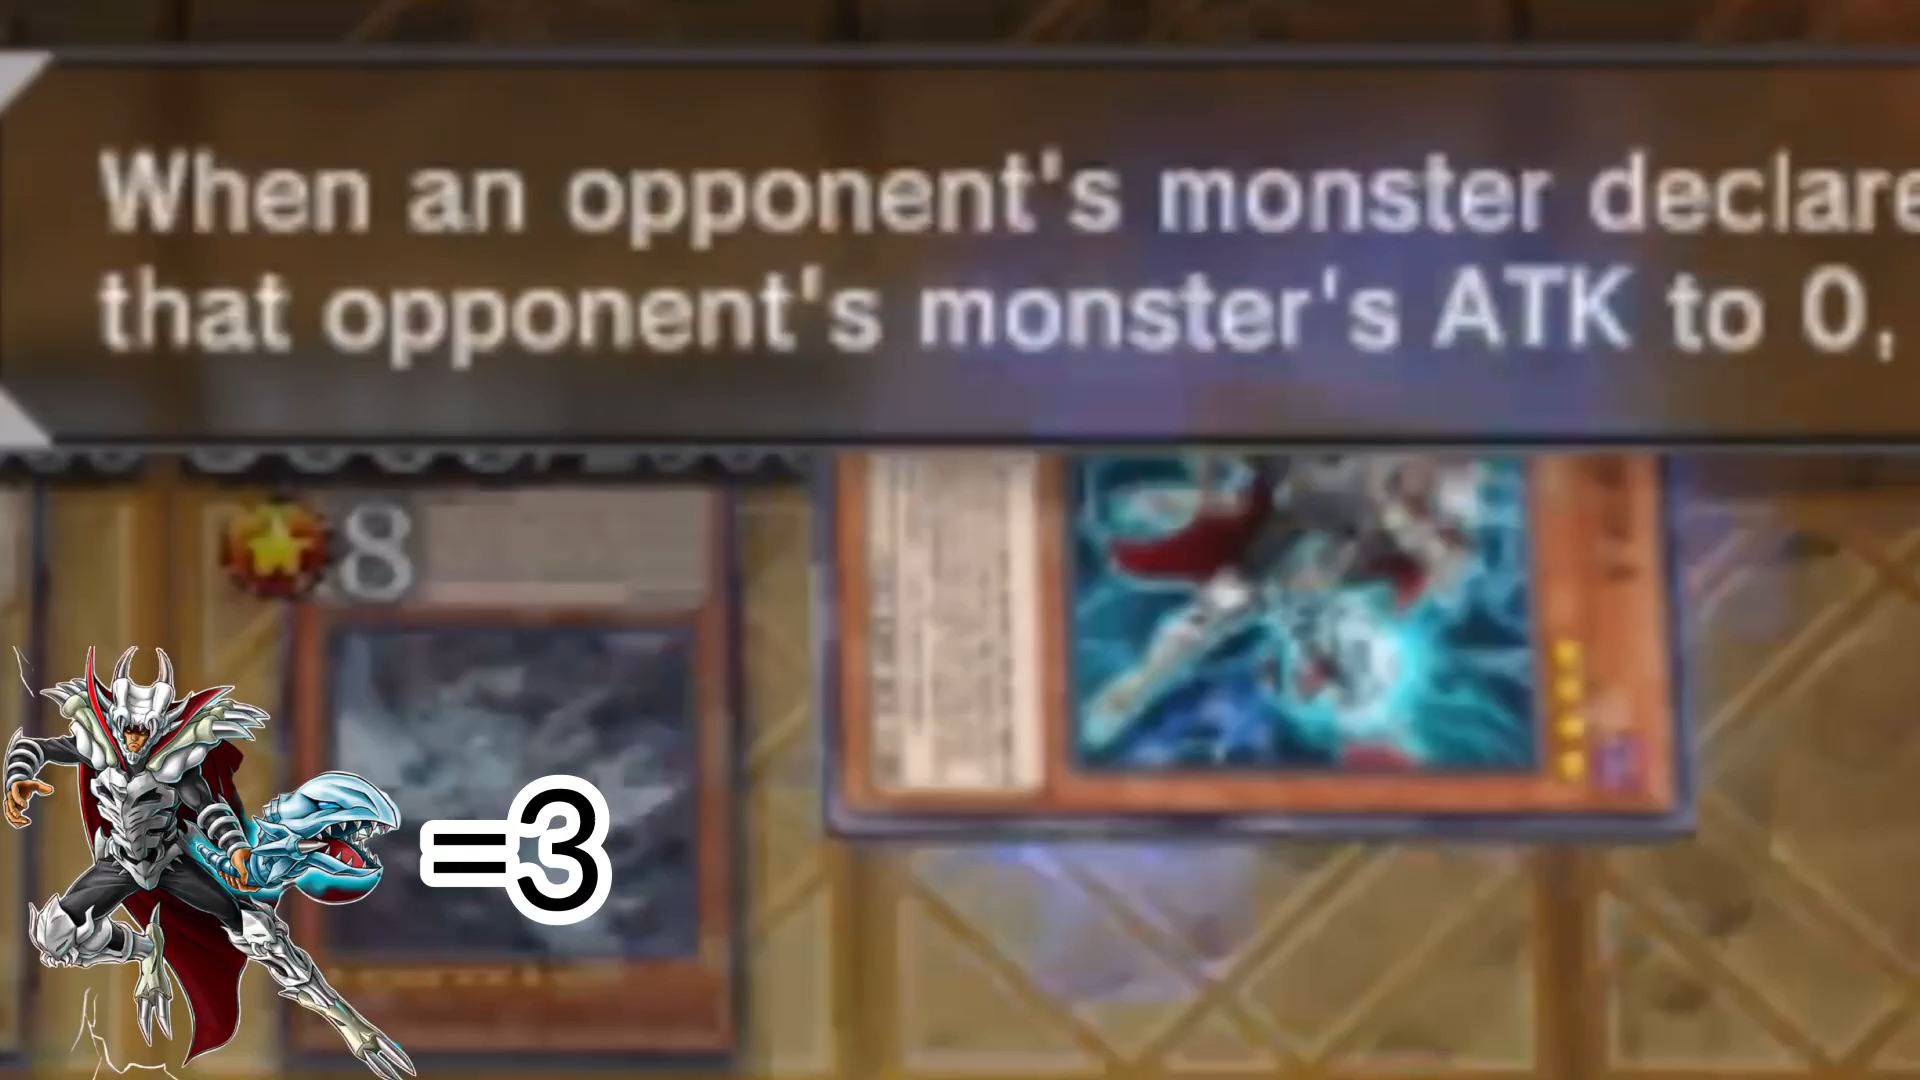 When an opponent's monster declare
that opponent's monster's ATK to 0,
8
=3